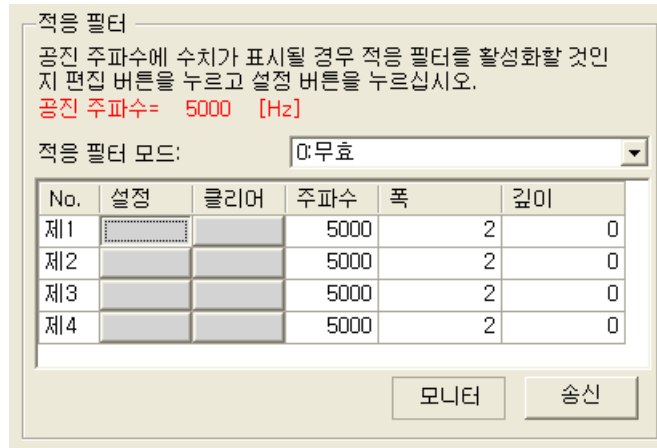 적응 필터
공진 주파수에 수치가 표시될 경우 적응 필터를 활성화할 것인
지 편집 버튼을 누르고 설정 버튼을 누르십시오.
공진 주파수= 5000 [Hz]
적응 필터 모드: 0:무효
No. 설정 클리어 주파수 폭 깊이
제1 5000 2 0
제2 5000 2 0
제3 5000 2 0
제4 5000 2 0
모니터 송신